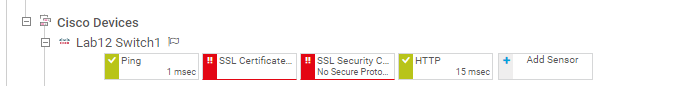 Cisco Devices
Lab12 Switch1
Ping
1 msec
!! SSL Certificate...
!! SSL Security C...
No Secure Proto...
HTTP
15 msec
+ Add Sensor